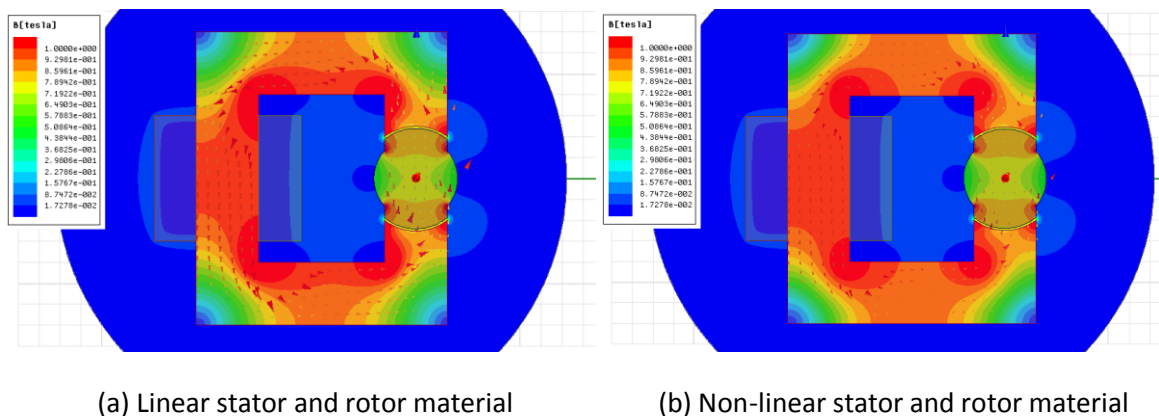 B[tesla]
1.0000e+000
9.2981e-001
8.5961e-001
7.8942e-001
7.1922e-001
6.4903e-001
5.7883e-001
5.0864e-001
4.3844e-001
3.6825e-001
2.9806e-001
2.2786e-001
1.5767e-001
8.7472e-002
1.7278e-002
B[tesla]
1.0000e+000
9.2981e-001
8.5961e-001
7.8942e-001
7.1922e-001
6.4903e-001
5.7883e-001
5.0864e-001
4.3844e-001
3.6825e-001
2.9806e-001
2.2786e-001
1.5767e-001
8.7472e-002
1.7278e-002
(a) Linear stator and rotor material
(b) Non-linear stator and rotor material